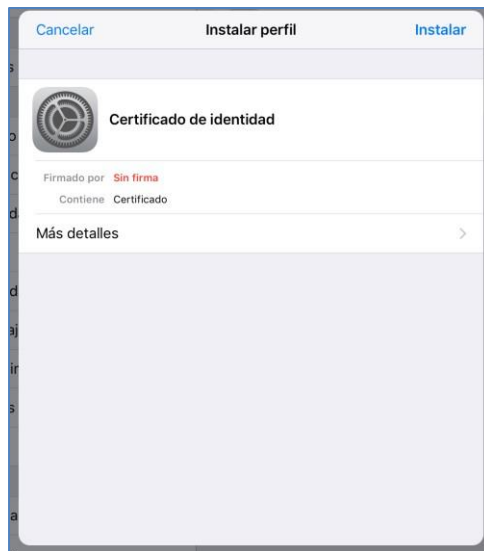 Cancelar Instalar perfil Instalar
Certificado de identidad
Firmado por Sin firma
Contiene Certificado
Más detalles